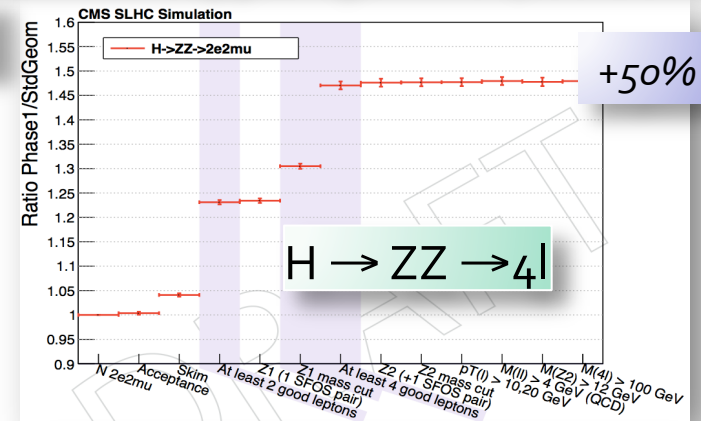 CMS SLHC Simulation
Ratio Phase1/StdGeom
1.6
1.55
1.5
1.45
1.4
1.35
1.3
1.25
1.2
1.15
1.1
1.05
1
0.95
0.9
H->ZZ->2e2mu
+50%
H → ZZ →4l
N 2e2mu
Acceptance
Skim
At least 2 good leptons
Z1 (1 SFOS pair)
Z1 mass cut
At least 4 good leptons
Z2 (+1 SFOS pair)
Z2 mass cut
pT(l) > 10,20 GeV
M(ll) > 4 GeV (QCD)
M(Z2) > 12 GeV
M(4l) > 100 GeV
DRAFT